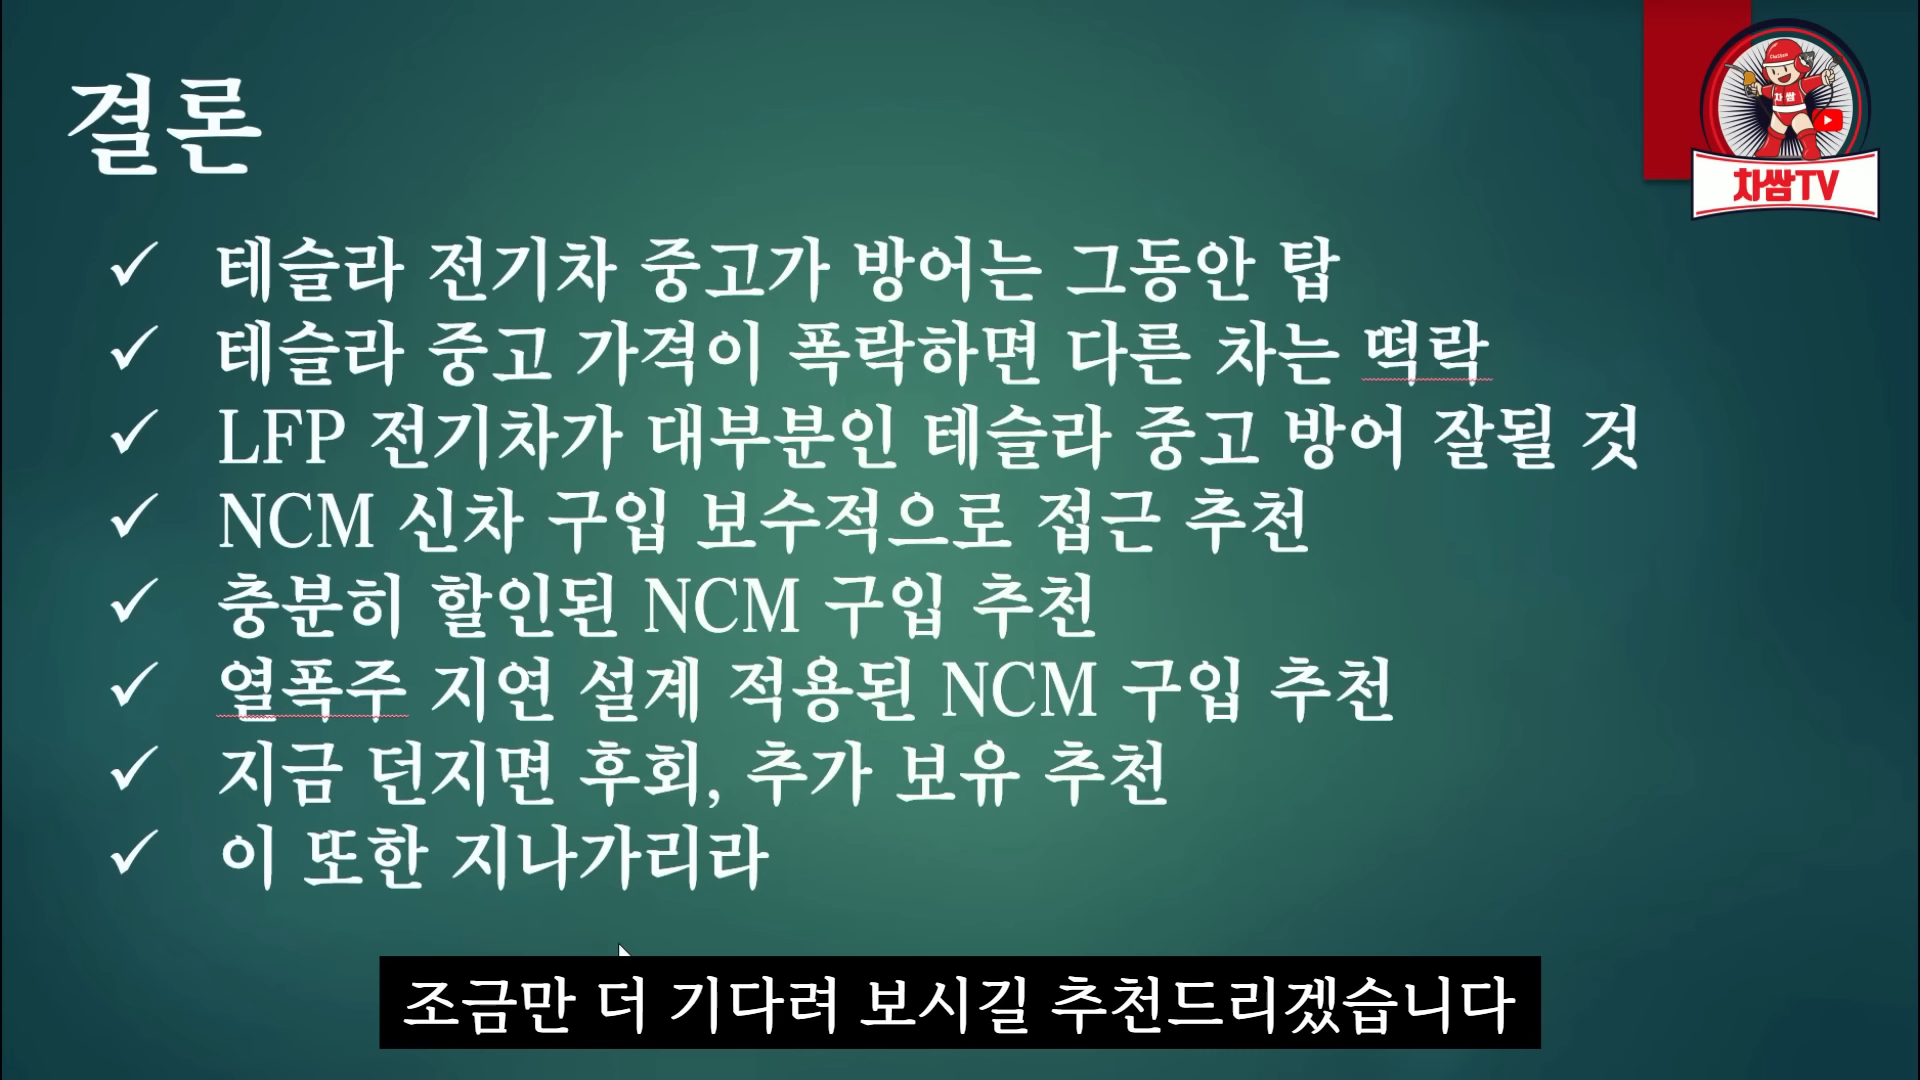 결론
차쌈TV
테슬라 전기차 중고가 방어는 그동안 탑
테슬라 중고 가격이 폭락하면 다른 차는 떡락
LFP 전기차가 대부분인 테슬라 중고 방어 잘될 것
NCM 신차 구입 보수적으로 접근 추천
충분히 할인된 NCM 구입 추천
열폭주 지연 설계 적용된 NCM 구입 추천
지금 던지면 후회, 추가 보유 추천
이 또한 지나가리라
조금만 더 기다려 보시길 추천드리겠습니다